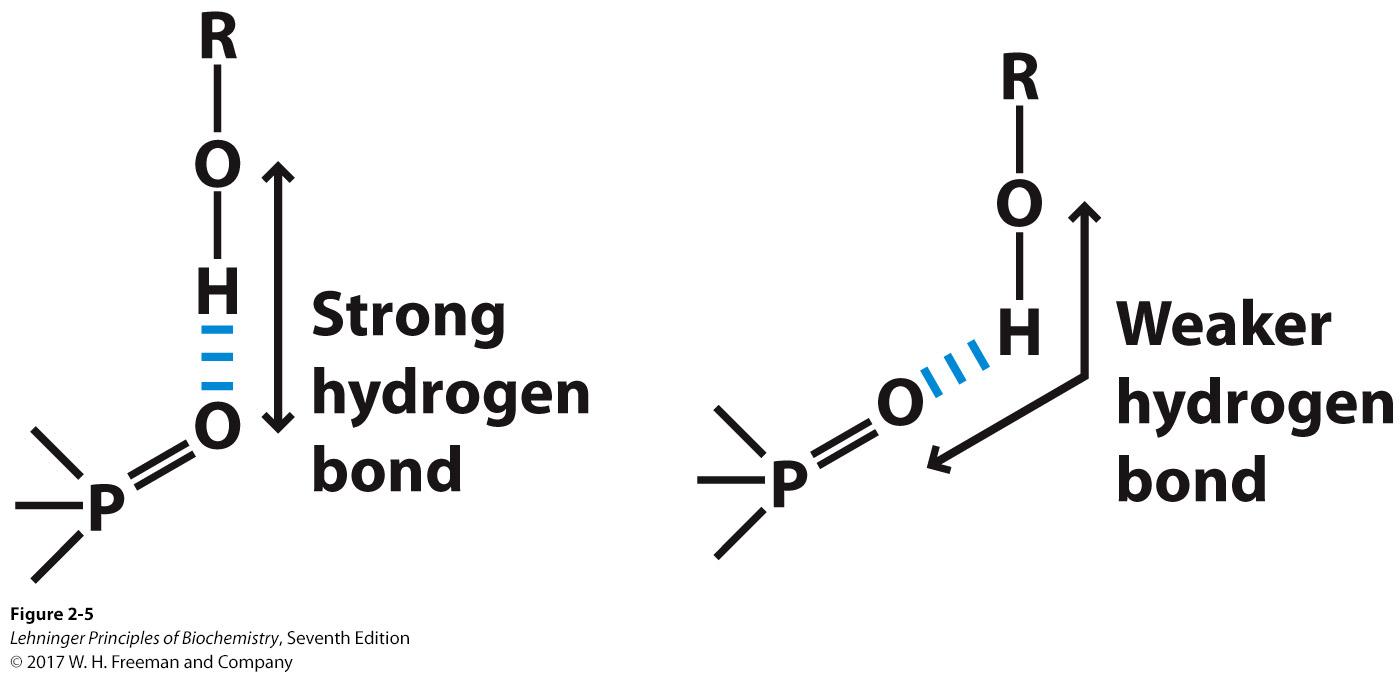 R
O
H
O
P
Strong
hydrogen
bond
R
O
H
O
P
Weaker
hydrogen
bond
Figure 2-5
Lehninger Principles of Biochemistry, Seventh Edition
© 2017 W. H. Freeman and Company